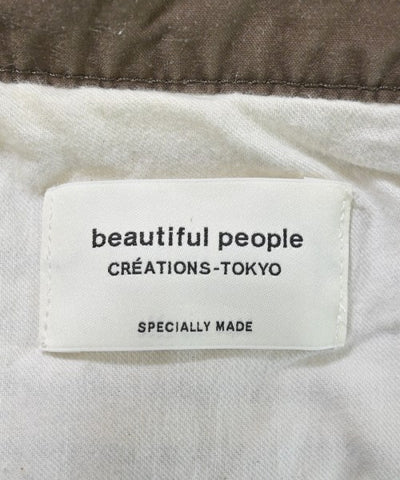 beautiful people
CRÉATIONS-TOKYO
SPECIALLY MADE